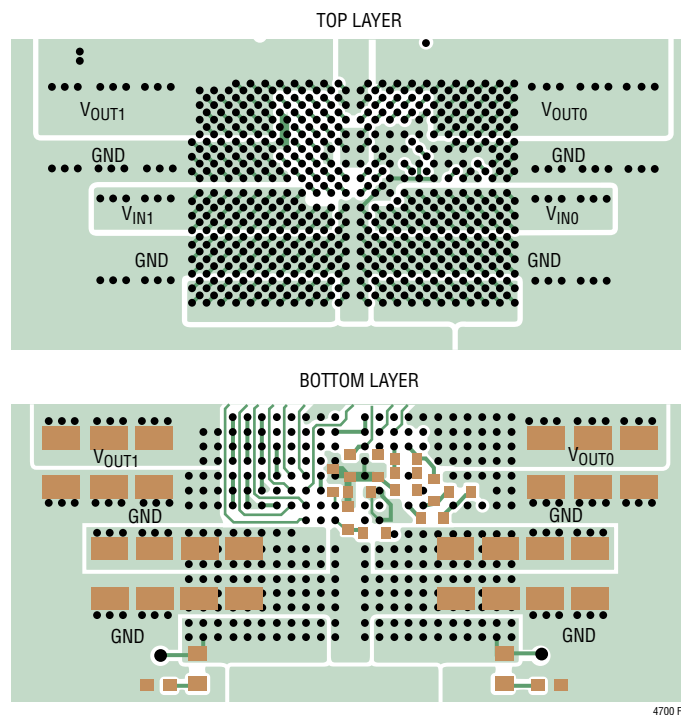 TOP LAYER
VOUT1
VOUT0
GND
GND
VIN1
VIN0
GND
GND
BOTTOM LAYER
VOUT1
VOUT0
GND
GND
GND
GND
4700 F